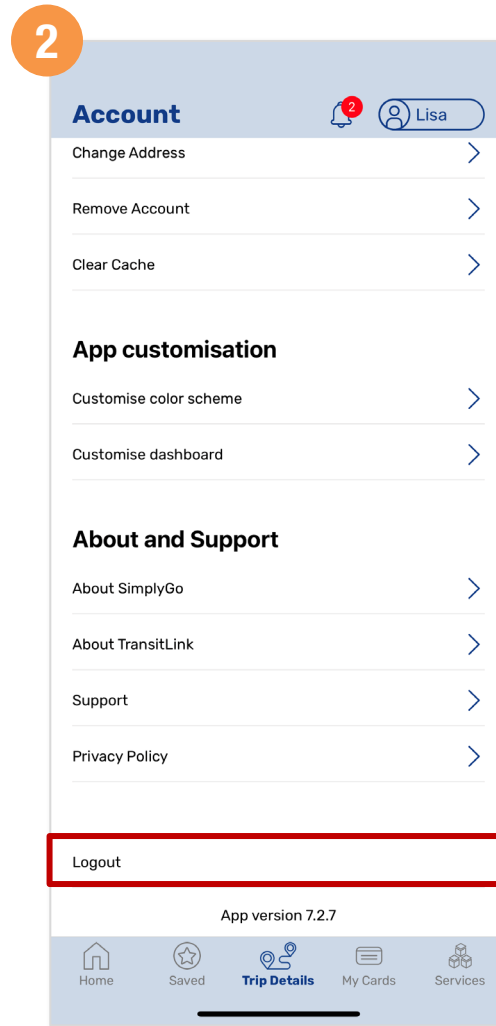 2
Account
2
Lisa
Change Address
Remove Account
Clear Cache
App customisation
Customise color scheme
Customise dashboard
About and Support
About SimplyGo
About TransitLink
Support
Privacy Policy
Logout
App version 7.2.7
Home Saved Trip Details My Cards Services